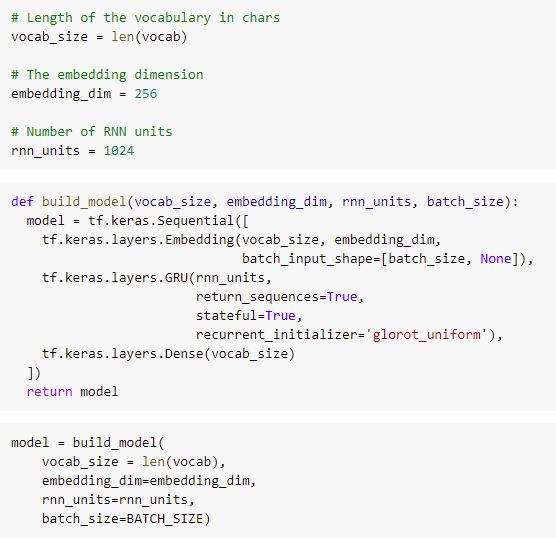 # Length of the vocabulary in chars
vocab_size = len(vocab)
# The embedding dimension
embedding_dim = 256
# Number of RNN units
rnn_units = 1024
def build_model(vocab_size, embedding_dim, rnn_units, batch_size):
  model = tf.keras.Sequential([
    tf.keras.layers.Embedding(vocab_size, embedding_dim,
                              batch_input_shape=[batch_size, None]),
    tf.keras.layers.GRU(rnn_units,
                        return_sequences=True,
                        stateful=True,
                        recurrent_initializer='glorot_uniform'),
    tf.keras.layers.Dense(vocab_size)
  ])
  return model
model = build_model(
    vocab_size = len(vocab),
    embedding_dim=embedding_dim,
    rnn_units=rnn_units,
    batch_size=BATCH_SIZE)